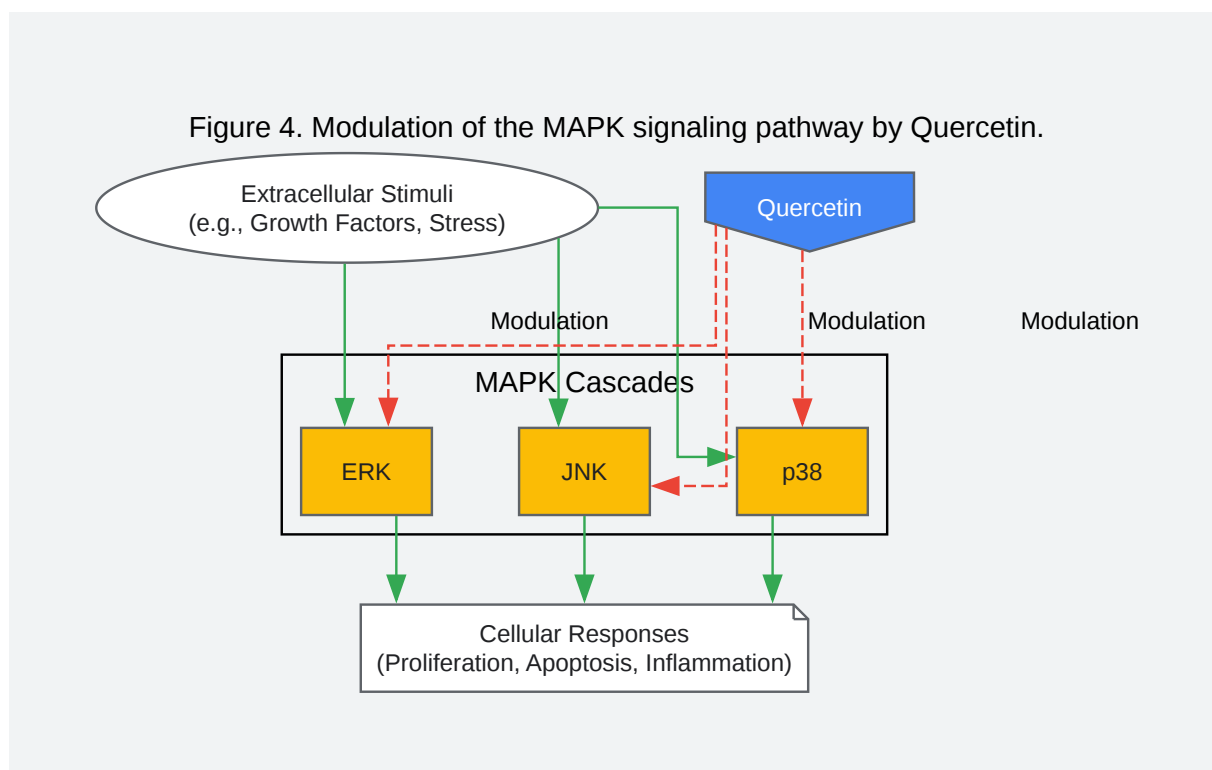 Figure 4. Modulation of the MAPK signaling pathway by Quercetin.
Extracellular Stimuli
(e.g., Growth Factors, Stress)
Quercetin
Modulation
Modulation
Modulation
MAPK Cascades
ERK
JNK
p38
Cellular Responses
(Proliferation, Apoptosis, Inflammation)